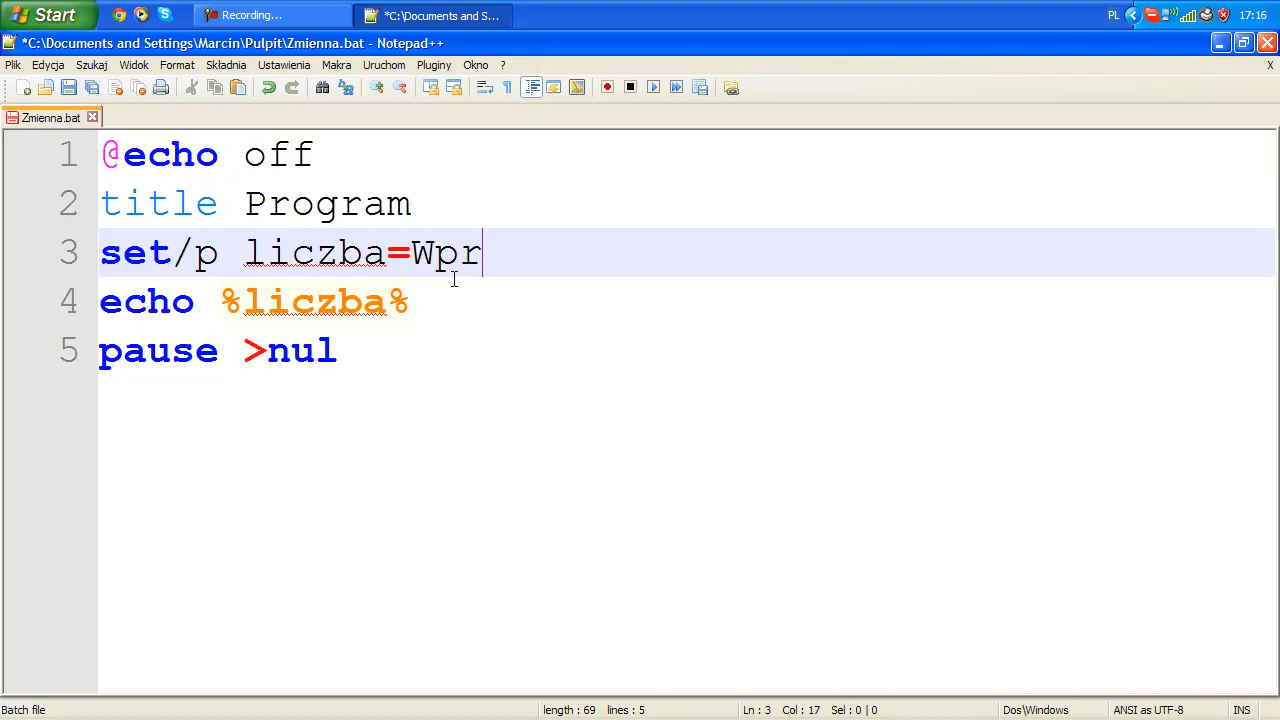 Start
Recording...
*C:\Documents and S...
PL
17:16
*C:\Documents and Settings\Marcin\Pulpit\Zmienna.bat - Notepad++
Plik Edycja Szukaj Widok Format Składnia Ustawienia Makra Uruchom Pluginy Okno ? X
Zmienna.bat
1 @echo off
2 title Program
3 set/p liczba=Wpr
4 echo %liczba%
5 pause >nul
Batch file length : 69 lines : 5 Ln : 3 Col : 17 Sel : 0 | 0 Dos\Windows ANSI as UTF-8 INS